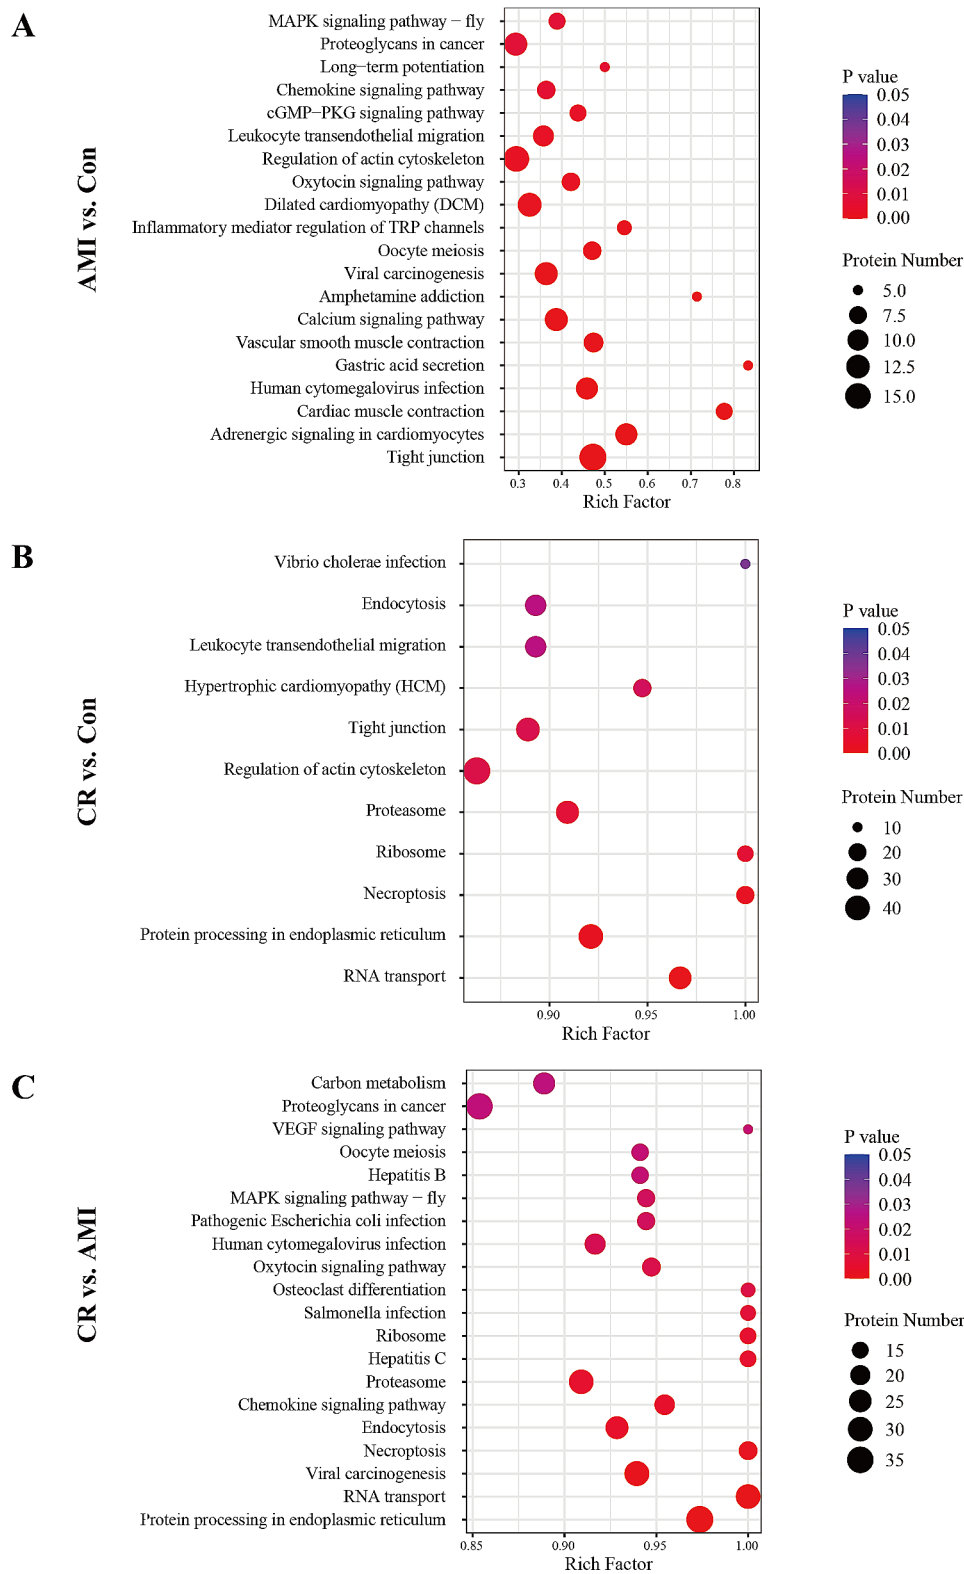 A
AMI vs. Con
MAPK signaling pathway − fly
Proteoglycans in cancer
Long−term potentiation
Chemokine signaling pathway
cGMP−PKG signaling pathway
Leukocyte transendothelial migration
Regulation of actin cytoskeleton
Oxytocin signaling pathway
Dilated cardiomyopathy (DCM)
Inflammatory mediator regulation of TRP channels
Oocyte meiosis
Viral carcinogenesis
Amphetamine addiction
Calcium signaling pathway
Vascular smooth muscle contraction
Gastric acid secretion
Human cytomegalovirus infection
Cardiac muscle contraction
Adrenergic signaling in cardiomyocytes
Tight junction
0.3 0.4 0.5 0.6 0.7 0.8
Rich Factor
P value
0.05
0.04
0.03
0.02
0.01
0.00
Protein Number
5.0
7.5
10.0
12.5
15.0
B
CR vs. Con
Vibrio cholerae infection
Endocytosis
Leukocyte transendothelial migration
Hypertrophic cardiomyopathy (HCM)
Tight junction
Regulation of actin cytoskeleton
Proteasome
Ribosome
Necroptosis
Protein processing in endoplasmic reticulum
RNA transport
0.90 0.95 1.00
Rich Factor
P value
0.05
0.04
0.03
0.02
0.01
0.00
Protein Number
10
20
30
40
C
CR vs. AMI
Carbon metabolism
Proteoglycans in cancer
VEGF signaling pathway
Oocyte meiosis
Hepatitis B
MAPK signaling pathway − fly
Pathogenic Escherichia coli infection
Human cytomegalovirus infection
Oxytocin signaling pathway
Osteoclast differentiation
Salmonella infection
Ribosome
Hepatitis C
Proteasome
Chemokine signaling pathway
Endocytosis
Necroptosis
Viral carcinogenesis
RNA transport
Protein processing in endoplasmic reticulum
0.85 0.90 0.95 1.00
Rich Factor
P value
0.05
0.04
0.03
0.02
0.01
0.00
Protein Number
15
20
25
30
35